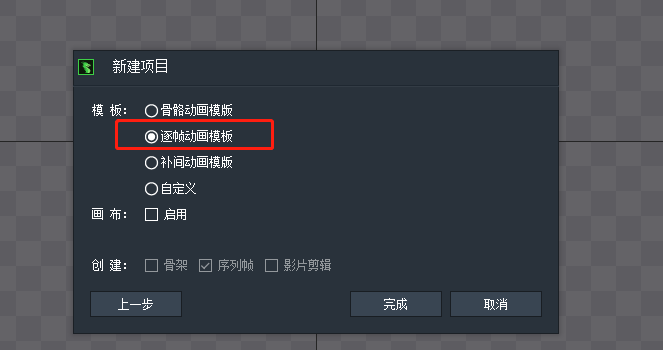 新建项目
模 板： 骨骼动画模版
逐帧动画模板
补间动画模版
自定义
画 布： 启用
创 建： 骨架 序列帧 影片剪辑
上一步 完成 取消